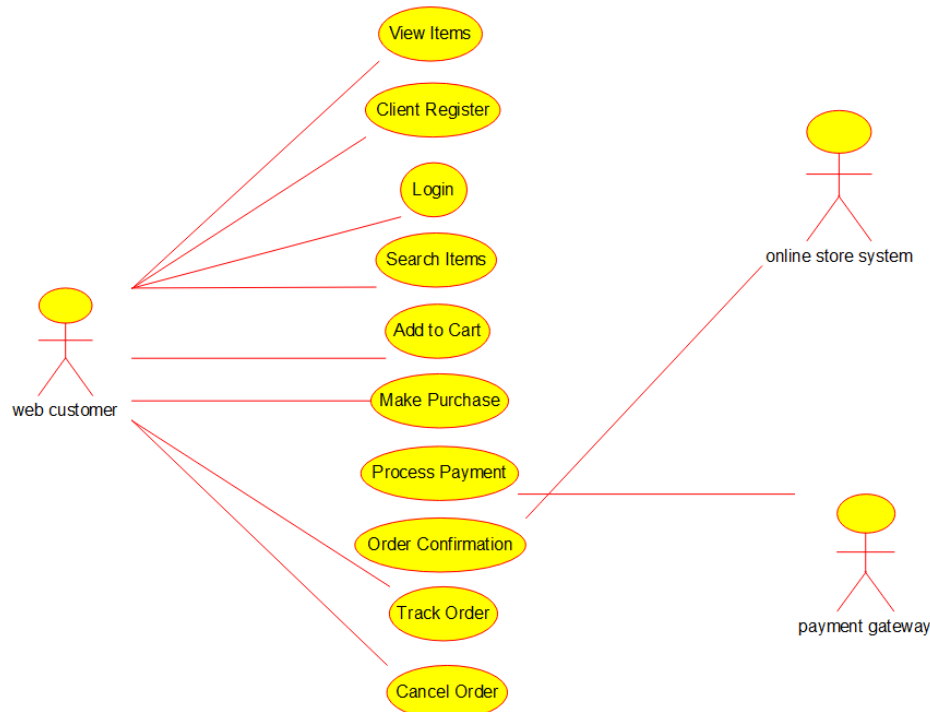 View Items
Client Register
Login
Search Items
Add to Cart
Make Purchase
Process Payment
Order Confirmation
Track Order
Cancel Order
web customer
online store system
payment gateway